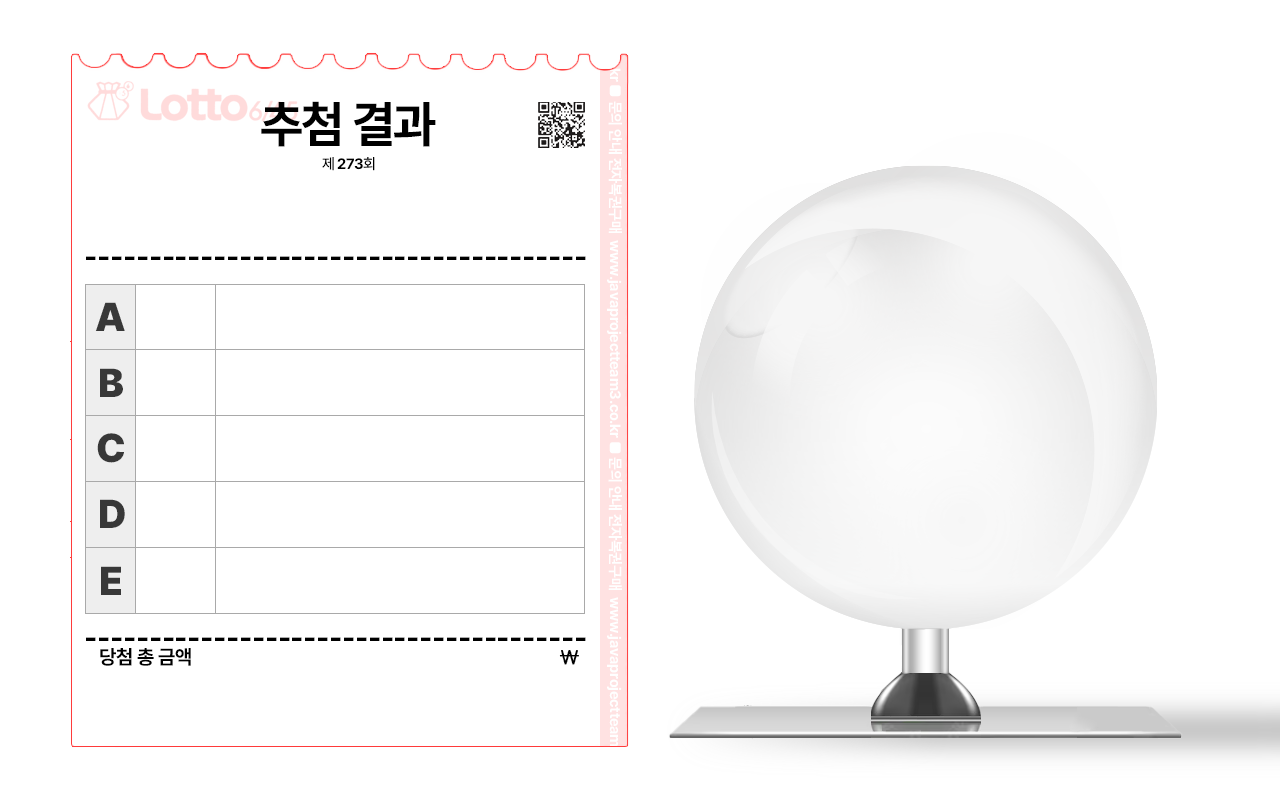 Lotto
추첨 결과
제 273회
A
B
C
D
E
당첨 총 금액 ₩
kr ■ 문의 안내 전자복권구매 www.javaprojectteam3.co.kr ■ 문의 안내 전자복권구매 www.javaprojectteam